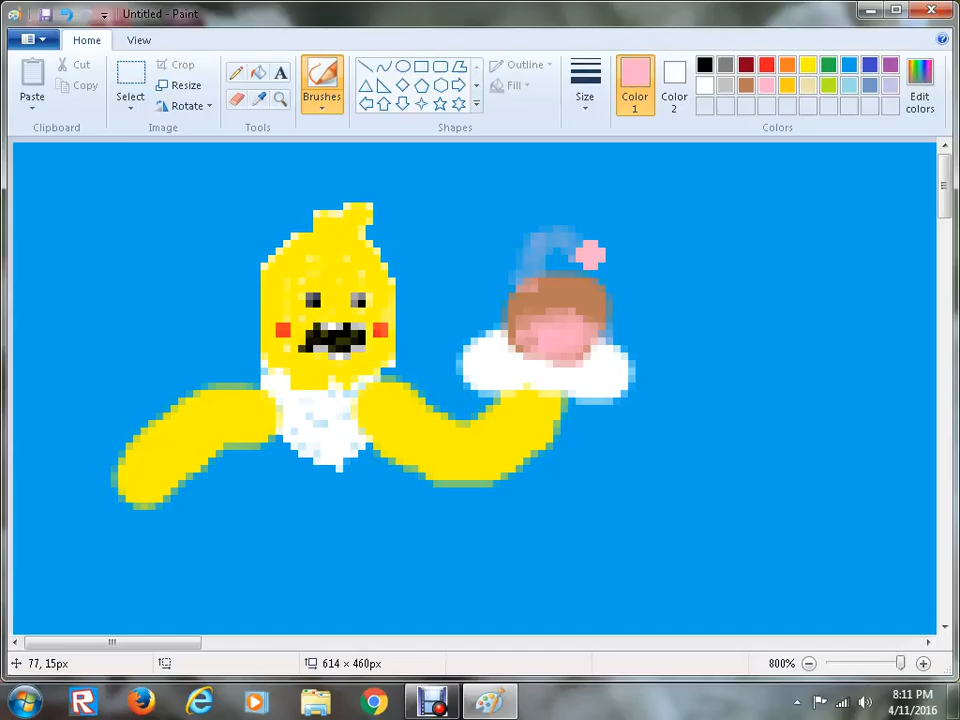 Untitled - Paint
Home View
Paste
Cut
Copy
Clipboard
Select
Crop
Resize
Rotate
Image
A
Tools
Brushes
Outline
Fill
Shapes
Size
Color 1
Color 2
Edit colors
Colors
77, 15px
614 × 460px
800%
8:11 PM
4/11/2016